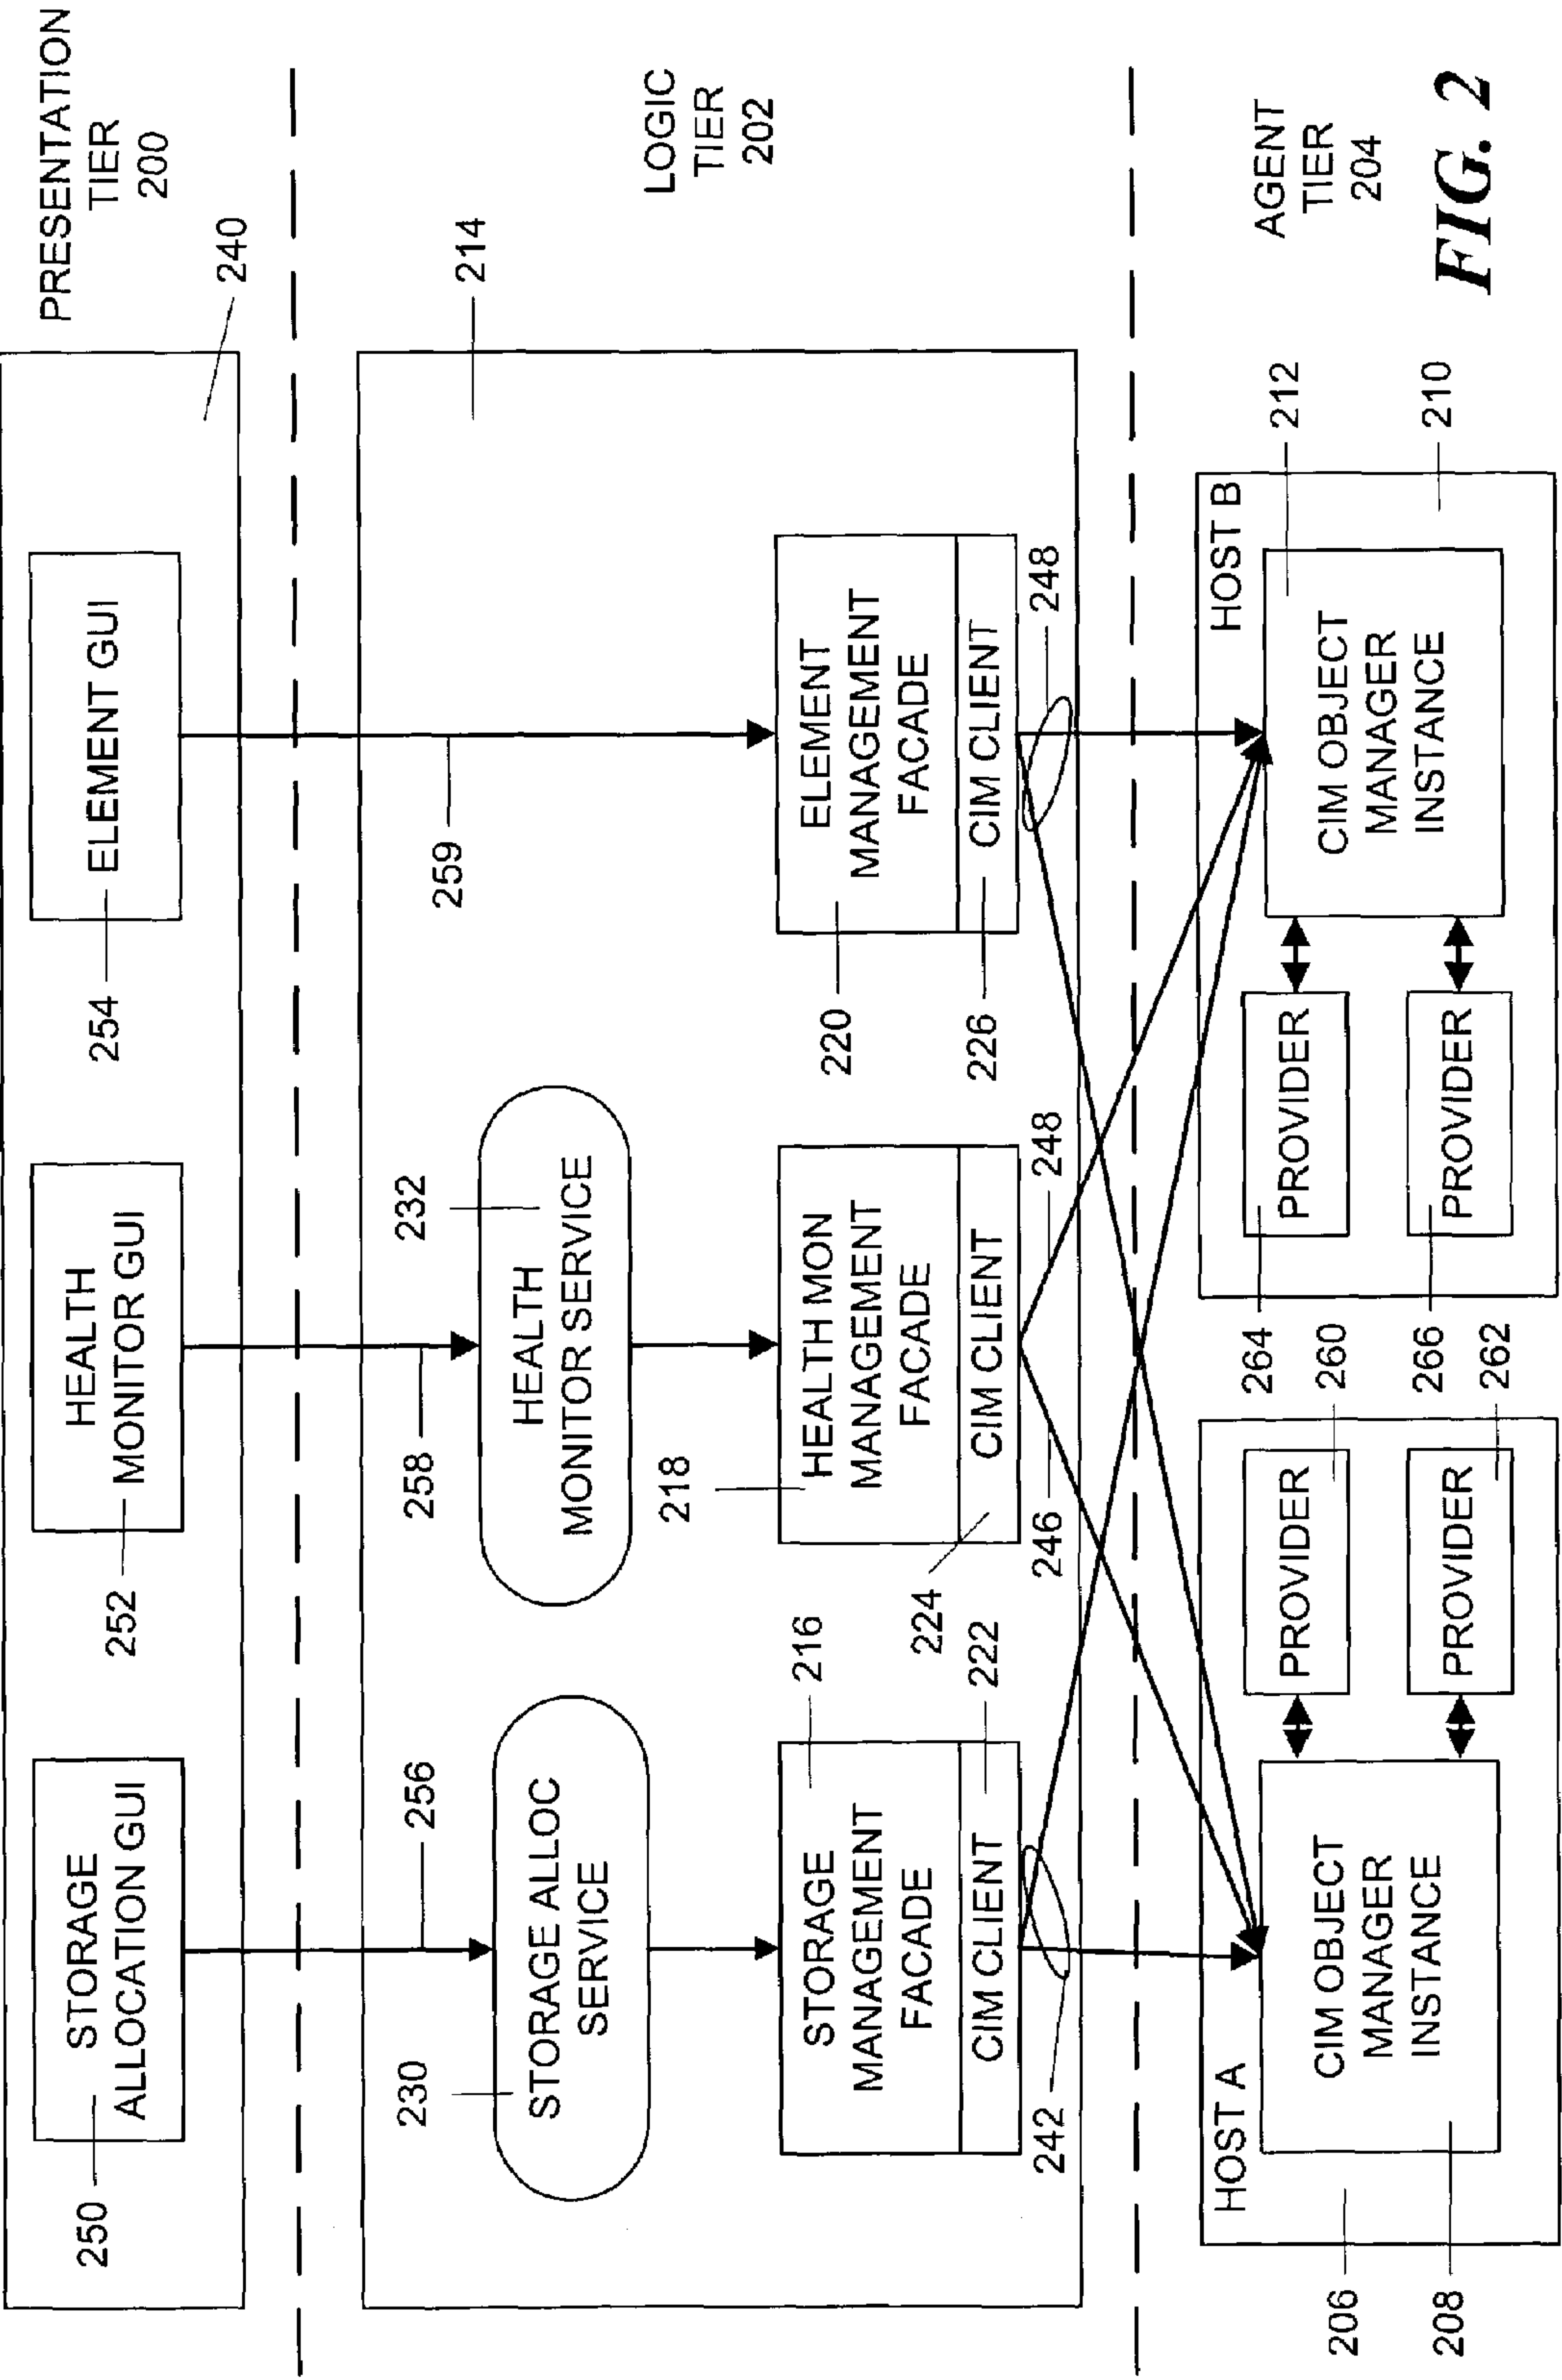 PRESENTATION
TIER
200
240
STORAGE
ALLOCATION GUI
250
HEALTH
MONITOR GUI
252
ELEMENT GUI
254
LOGIC
TIER
202
214
256
258
259
230
STORAGE ALLOC
SERVICE
232
HEALTH
MONITOR SERVICE
216
STORAGE
MANAGEMENT
FACADE
CIM CLIENT
222
242
218
HEALTH MON
MANAGEMENT
FACADE
CIM CLIENT
224
246
248
ELEMENT
MANAGEMENT
FACADE
CIM CLIENT
220
226
248
AGENT
TIER
204
HOST A
CIM OBJECT
MANAGER
INSTANCE
206
208
PROVIDER
260
PROVIDER
262
HOST B
PROVIDER
264
PROVIDER
266
CIM OBJECT
MANAGER
INSTANCE
212
210
FIG. 2